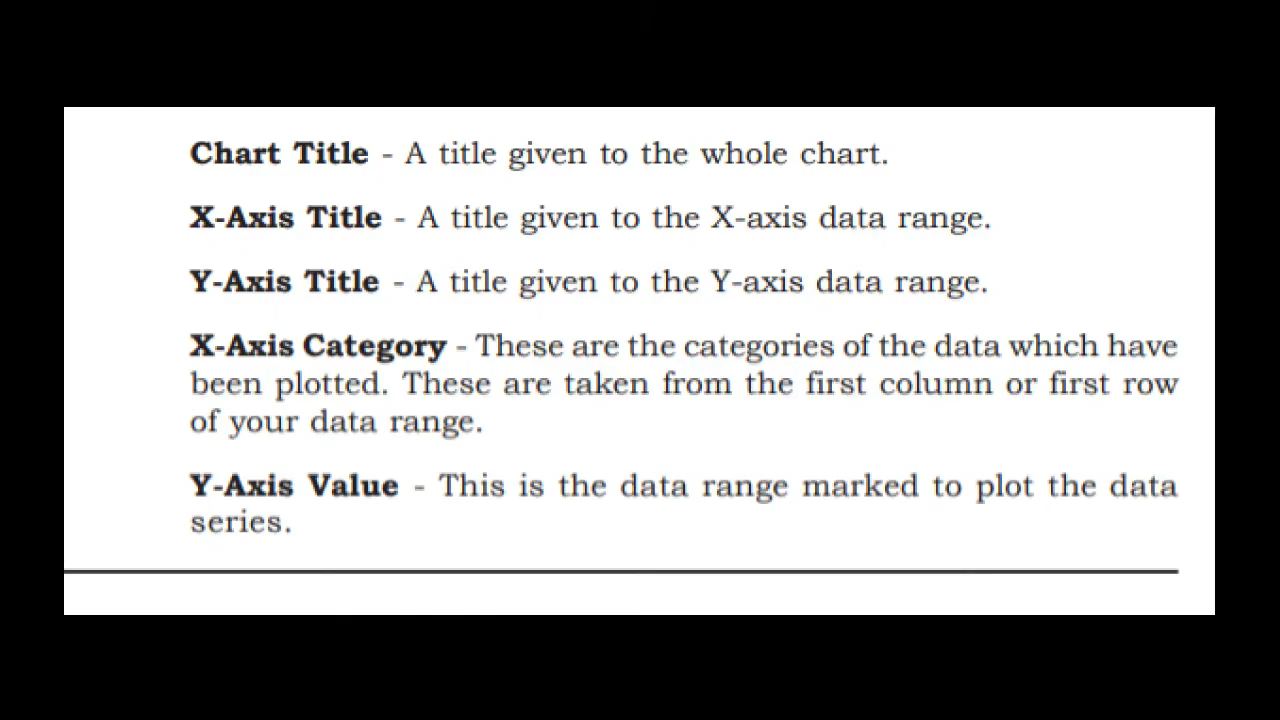 Chart Title - A title given to the whole chart.
X-Axis Title - A title given to the X-axis data range.
Y-Axis Title - A title given to the Y-axis data range.
X-Axis Category - These are the categories of the data which have
been plotted. These are taken from the first column or first row
of your data range.
Y-Axis Value - This is the data range marked to plot the data
series.